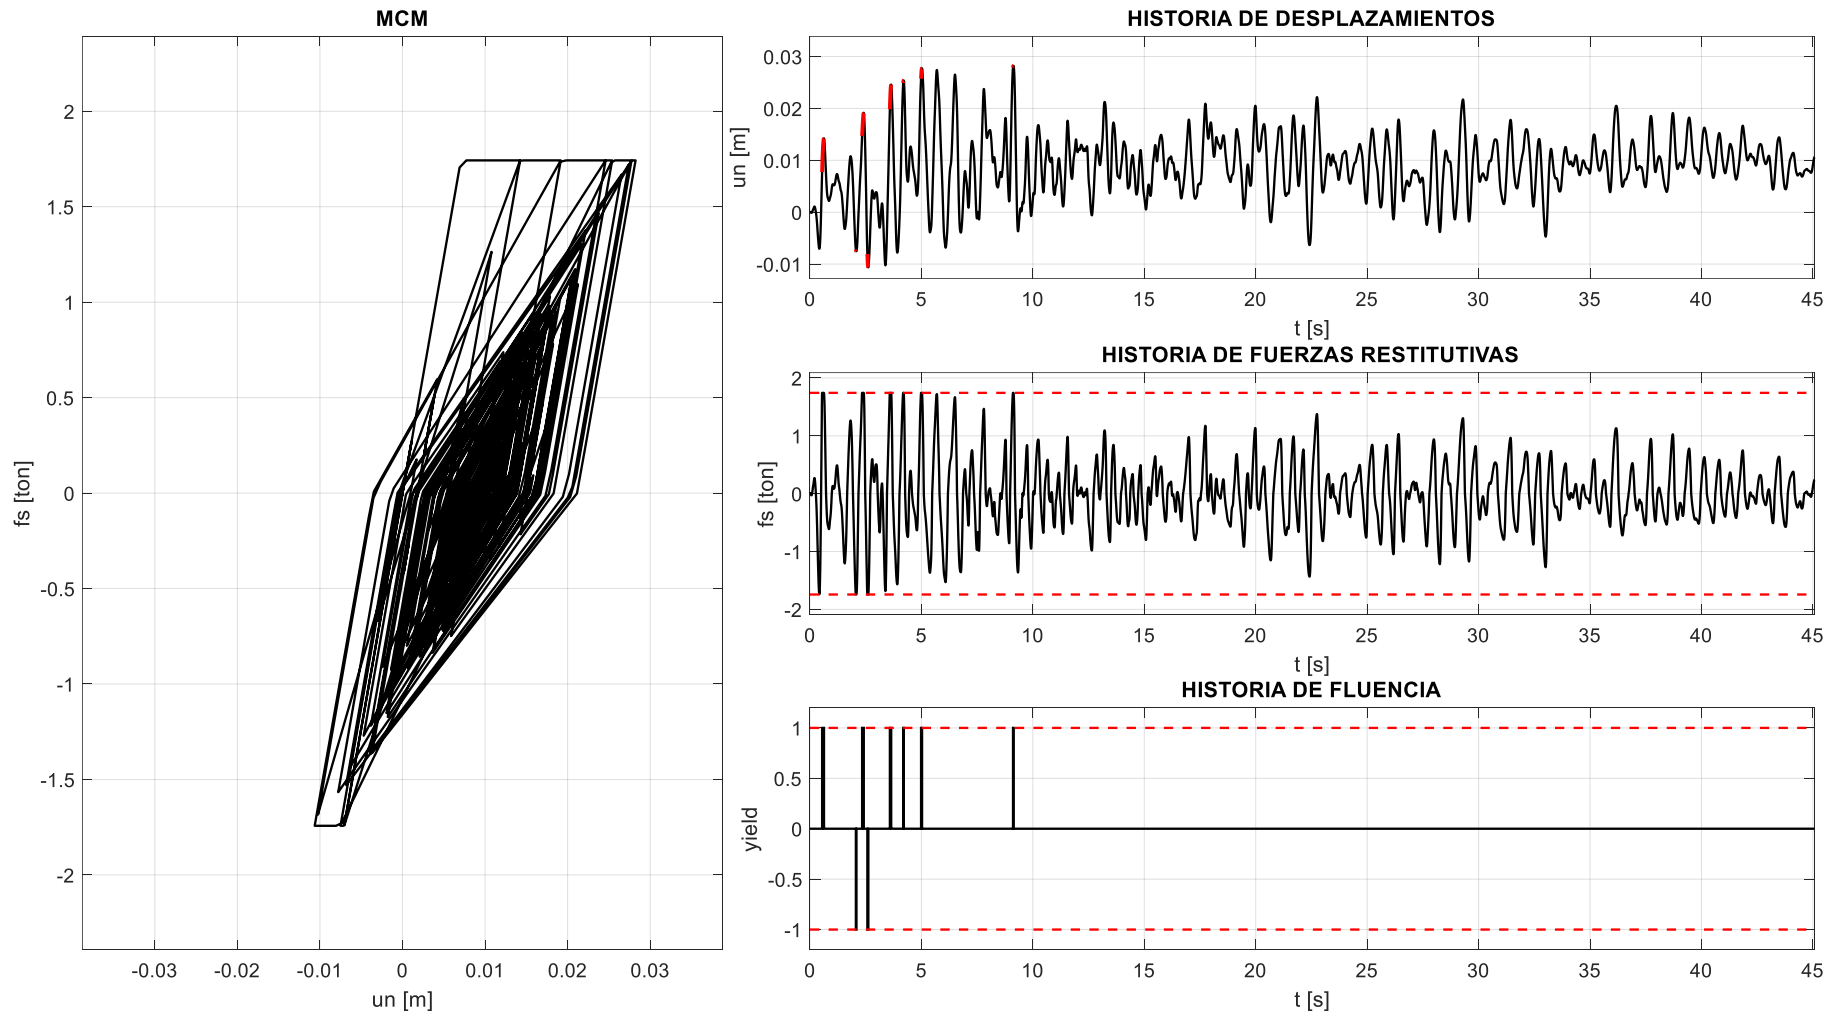 MCM
2
1.5
1
0.5
0
-0.5
-1
-1.5
-2
fs [ton]
-0.03 -0.02 -0.01 0 0.01 0.02 0.03
un [m]
HISTORIA DE DESPLAZAMIENTOS
0.03
0.02
0.01
0
-0.01
un [m]
0 5 10 15 20 25 30 35 40 45
t [s]
HISTORIA DE FUERZAS RESTITUTIVAS
2
1
0
-1
-2
fs [ton]
0 5 10 15 20 25 30 35 40 45
t [s]
HISTORIA DE FLUENCIA
1
0.5
0
-0.5
-1
yield
0 5 10 15 20 25 30 35 40 45
t [s]